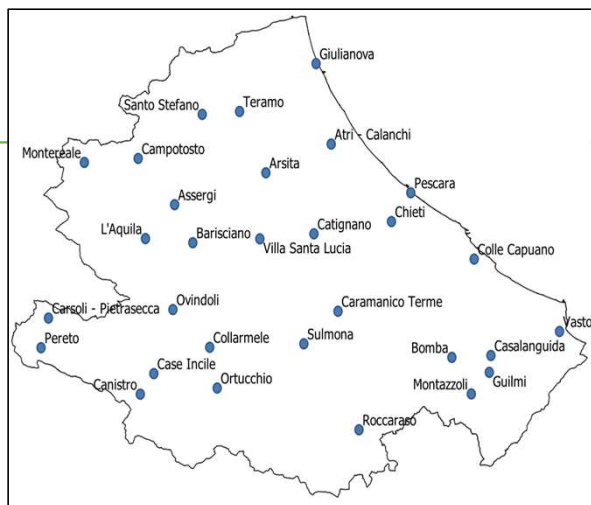 Giulianova
Santo Stefano
Teramo
Atri - Calanchi
Montereale
Campotosto
Arsita
Assergi
Pescara
Chieti
L'Aquila
Barisciano
Villa Santa Lucia
Catignano
Colle Capuano
Carsoli - Pietrasecca
Ovindoli
Caramanico Terme
Vasto
Pereto
Collarmele
Sulmona
Bomba
Casalanguida
Case Incile
Canistro
Ortucchio
Montazzoli
Guilmi
Roccaraso